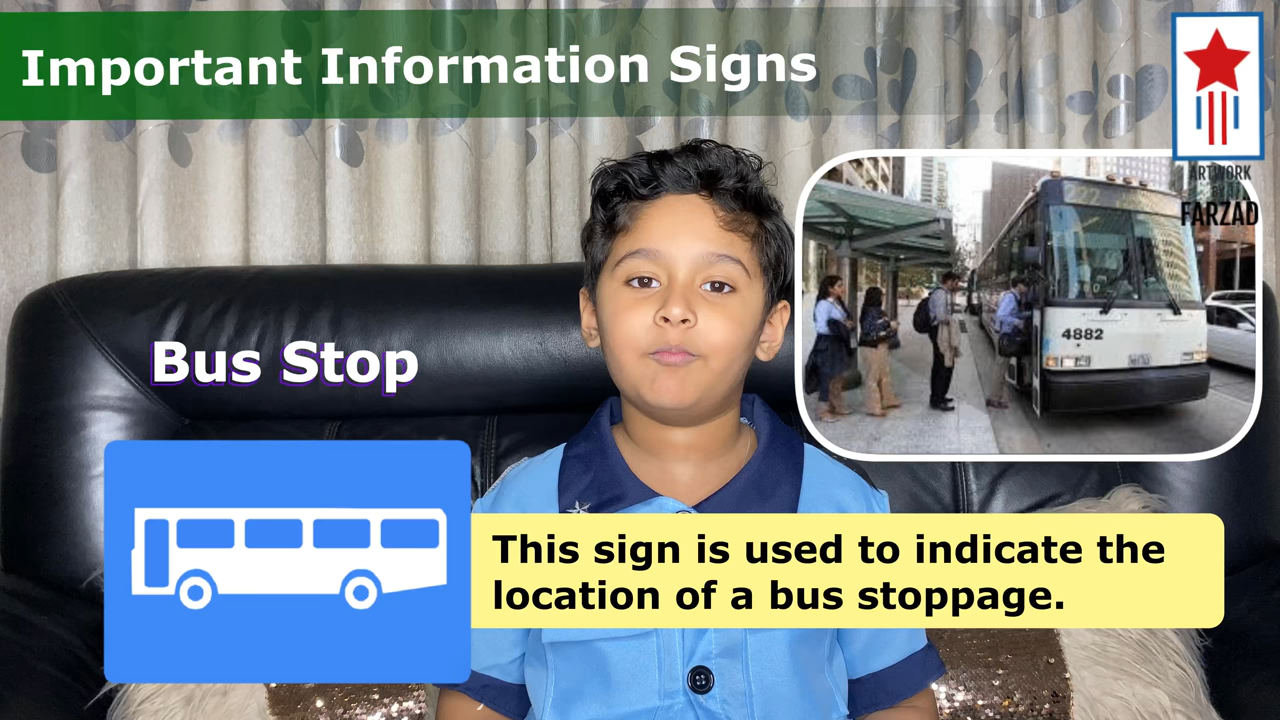 Important Information Signs
ARTWORK
FARZAD
4882
Bus Stop
This sign is used to indicate the
location of a bus stoppage.